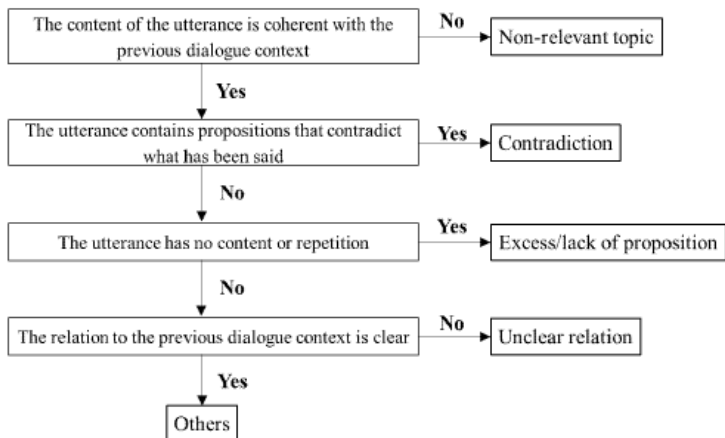 The content of the utterance is coherent with the
previous dialogue context
No
Non-relevant topic
Yes
The utterance contains propositions that contradict
what has been said
Yes
Contradiction
No
The utterance has no content or repetition
Yes
Excess/lack of proposition
No
The relation to the previous dialogue context is clear
No
Unclear relation
Yes
Others